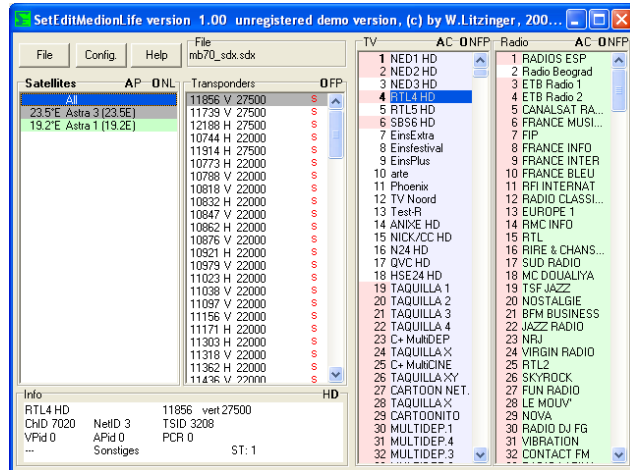 SetEditMedionLife version 1.00 unregistered demo version, (c) by W.Litzinger, 200...
File Config. Help
File
mb70_sdx.sdx
Satellites AP ONL
All
23.5°E Astra 3 (23.5E)
19.2°E Astra 1 (19.2E)
Transponders OFP
11856 V 27500 S
11739 V 27500 S
12188 H 27500 S
10744 H 22000 S
11914 H 27500 S
10773 H 22000 S
10788 V 22000 S
10818 V 22000 S
10832 H 22000 S
10847 V 22000 S
10862 H 22000 S
10876 V 22000 S
10921 H 22000 S
10979 V 22000 S
11023 H 22000 S
11038 V 22000 S
11097 V 22000 S
11156 V 22000 S
11171 H 22000 S
11303 H 22000 S
11318 V 22000 S
11362 H 22000 S
11436 V 22000 S
TV AC ONFP
1 NED1 HD
2 NED2 HD
3 NED3 HD
4 RTL4 HD
5 RTL5 HD
6 SBS6 HD
7 EinsExtra
8 Einsfestival
9 EinsPlus
10 arte
11 Phoenix
12 TV Noord
13 Test-R
14 ANIXE HD
15 NICK/CC HD
16 N24 HD
17 QVC HD
18 HSE24 HD
19 TAQUILLA 1
20 TAQUILLA 2
21 TAQUILLA 3
22 TAQUILLA 4
23 C+ MultiDEP
24 TAQUILLA X
25 C+ MultiCINE
26 TAQUILLA XY
27 CARTOON NET.
28 TAQUILLA X
29 CARTOONITO
30 MULTIDEP.1
31 MULTIDEP.4
32 MULTIDEP.3
Radio AC ONFP
1 RADIOS ESP
2 Radio Beograd
3 ETB Radio 1
4 ETB Radio 2
5 CANALSAT RA...
6 FRANCE MUSI...
7 FIP
8 FRANCE INFO
9 FRANCE INTER
10 FRANCE BLEU
11 RFI INTERNAT
12 RADIO CLASSI...
13 EUROPE 1
14 RMC INFO
15 RTL
16 RIRE & CHANS...
17 SUD RADIO
18 MC DOUALIYA
19 TSF JAZZ
20 NOSTALGIE
21 BFM BUSINESS
22 JAZZ RADIO
23 NRJ
24 VIRGIN RADIO
25 RTL2
26 SKYROCK
27 FUN RADIO
28 LE MOUV'
29 NOVA
30 RADIO DJ FG
31 VIBRATION
32 CONTACT FM
Info HD
RTL4 HD 11856 vert 27500
ChID 7020 NetID 3 TSID 3208
VPid 0 APid 0 PCR 0
--- Sonstiges ST: 1